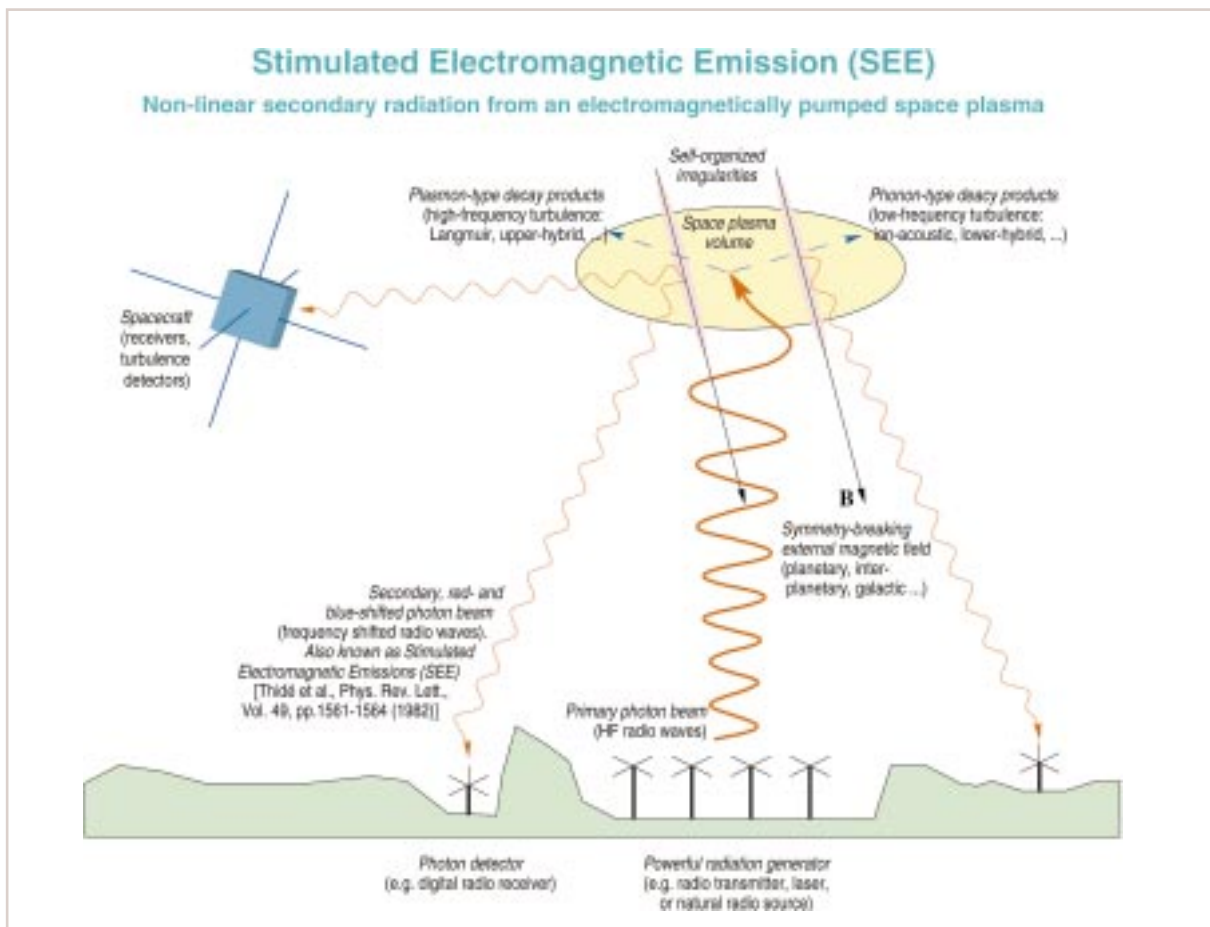 Stimulated Electromagnetic Emission (SEE)
Non-linear secondary radiation from an electromagnetically pumped space plasma
Self-organized
irregularities
Plasmon-type decay products
(high-frequency turbulence:
Langmuir, upper-hybrid, ...)
Space plasma
volume
Phonon-type deacy products
(low-frequency turbulence:
ion-acoustic, lower-hybrid, ...)
Spacecraft
(receivers,
turbulence
detectors)
B
Symmetry-breaking
external magnetic field
(planetary, inter-
planetary, galactic ...)
Secondary, red- and
blue-shifted photon beam
(frequency shifted radio waves).
Also known as Stimulated
Electromagnetic Emissions (SEE)
[Thidé et al., Phys. Rev. Lett.,
Vol. 49, pp.1561-1564 (1982)]
Primary photon beam
(HF radio waves)
Photon detector
(e.g. digital radio receiver)
Powerful radiation generator
(e.g. radio transmitter, laser,
or natural radio source)